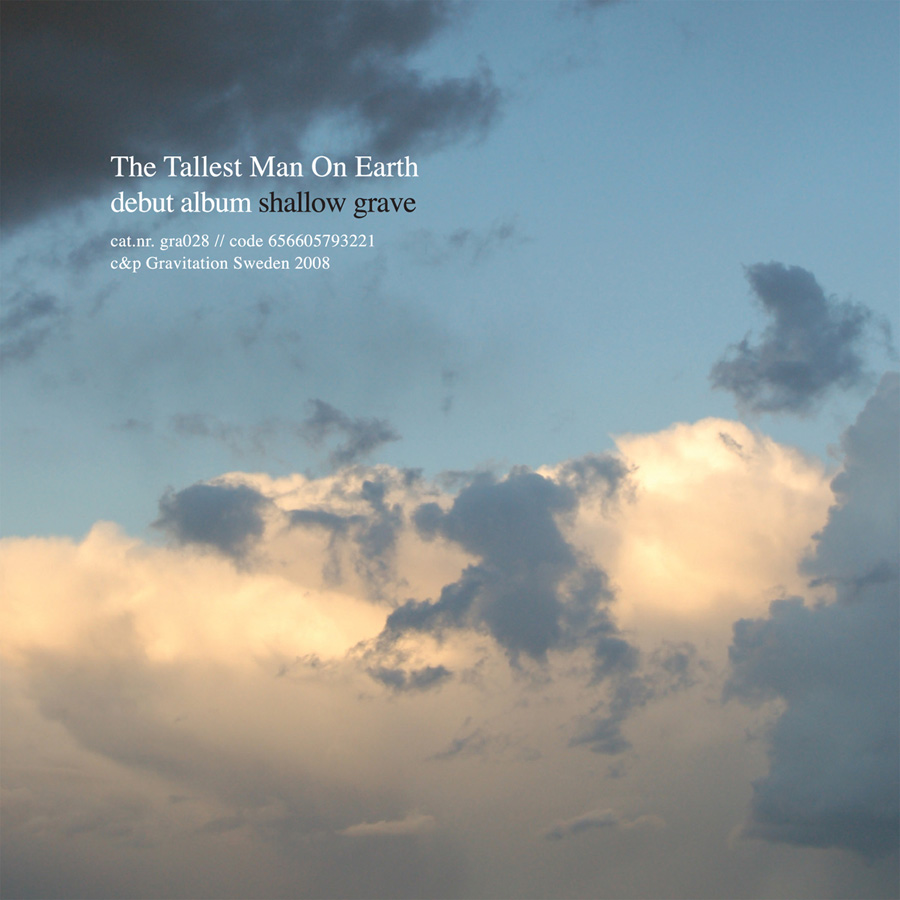 The Tallest Man On Earth
debut album shallow grave
cat.nr. gra028 // code 656605793221
c&p Gravitation Sweden 2008